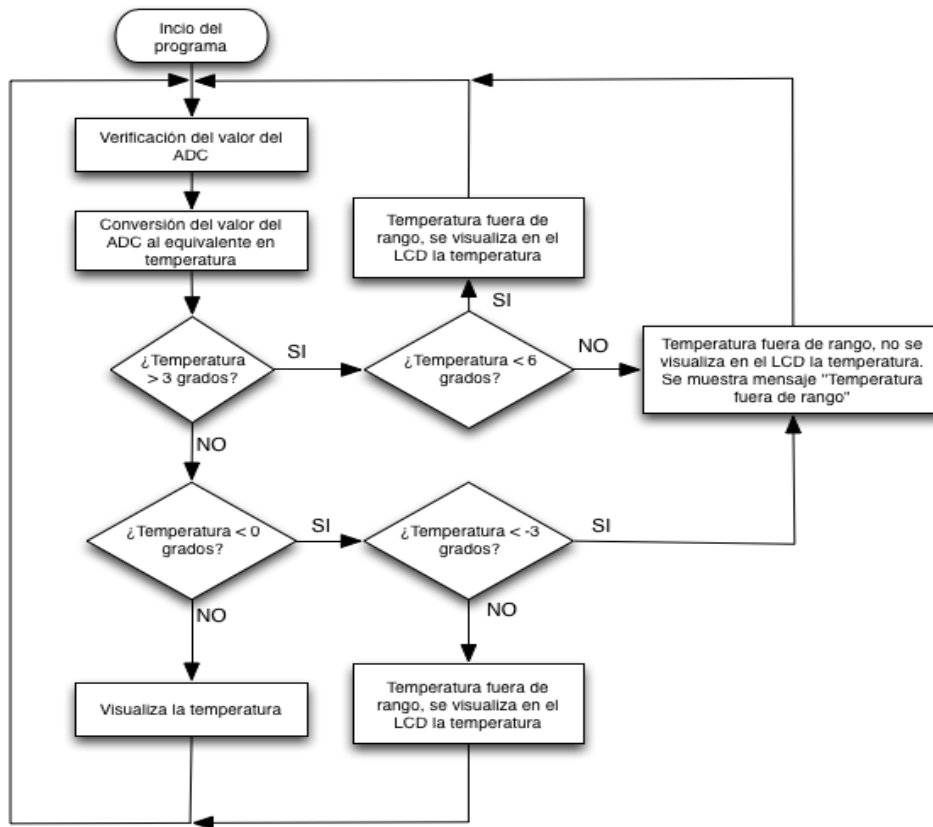 Incio del
programa
Verificación del valor del
ADC
Conversión del valor del
ADC al equivalente en
temperatura
Temperatura fuera de
rango, se visualiza en el
LCD la temperatura
SI
¿Temperatura
> 3 grados?
SI
¿Temperatura < 6
grados?
NO
Temperatura fuera de rango, no se
visualiza en el LCD la temperatura.
Se muestra mensaje "Temperatura
fuera de rango"
NO
¿Temperatura < 0
grados?
SI
¿Temperatura < -3
grados?
SI
NO
NO
Visualiza la temperatura
Temperatura fuera de
rango, se visualiza en el
LCD la temperatura